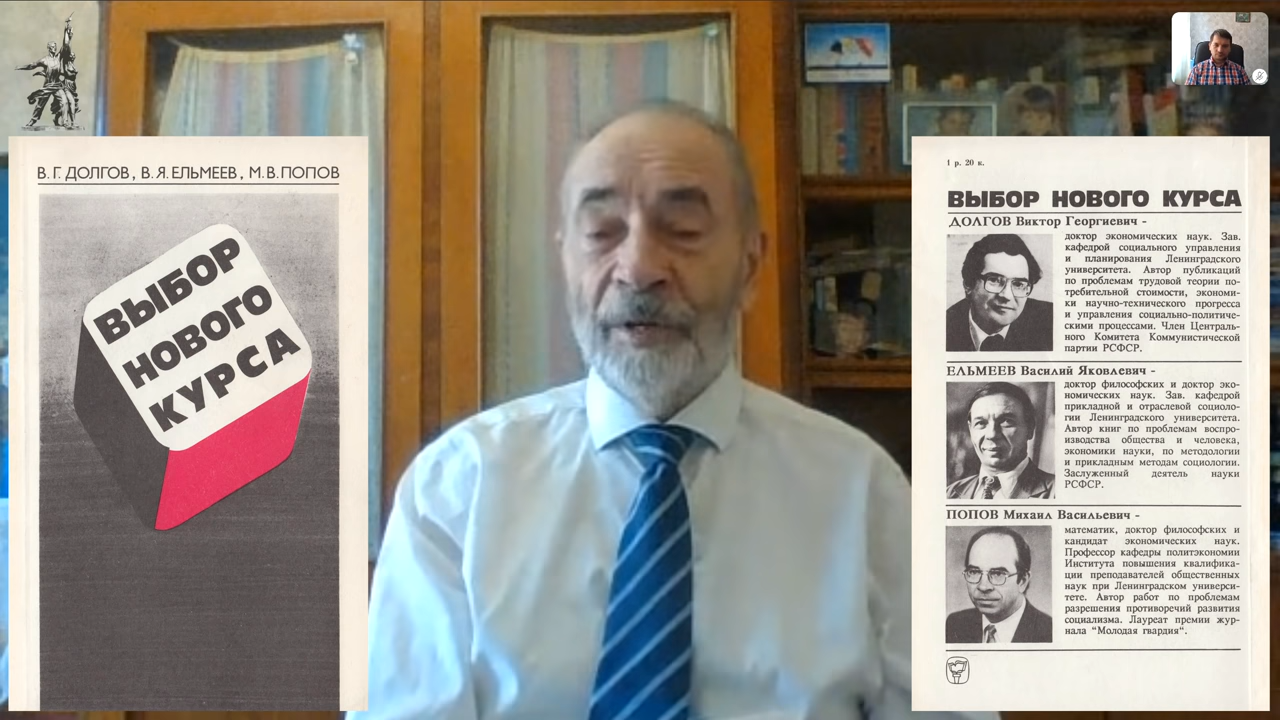 В. Г. ДОЛГОВ, В. Я. ЕЛЬМЕЕВ, М. В. ПОПОВ
ВЫБОР
НОВОГО
КУРСА
1 р. 20 к.
ВЫБОР НОВОГО КУРСА
ДОЛГОВ Виктор Георгиевич -
доктор экономических наук. Зав.
кафедрой социального управления
и планирования Ленинградского
университета. Автор публикаций
по проблемам трудовой теории по-
требительной стоимости, экономи-
ки научно-технического прогресса
и управления социально-политиче-
скими процессами. Член Централь-
ного Комитета Коммунистической
партии РСФСР.
ЕЛЬМЕЕВ Василий Яковлевич -
доктор философских и доктор эко-
номических наук. Зав. кафедрой
прикладной и отраслевой социоло-
гии Ленинградского университета.
Автор книг по проблемам воспро-
изводства общества и человека,
экономики науки, по методологии
и прикладным методам социологии.
Заслуженный деятель науки
РСФСР.
ПОПОВ Михаил Васильевич -
математик, доктор философских и
кандидат экономических наук.
Профессор кафедры политэкономии
Института повышения квалифика-
ции преподавателей общественных
наук при Ленинградском универси-
тете. Автор работ по проблемам
разрешения противоречий развития
социализма. Лауреат премии жур-
нала "Молодая гвардия".